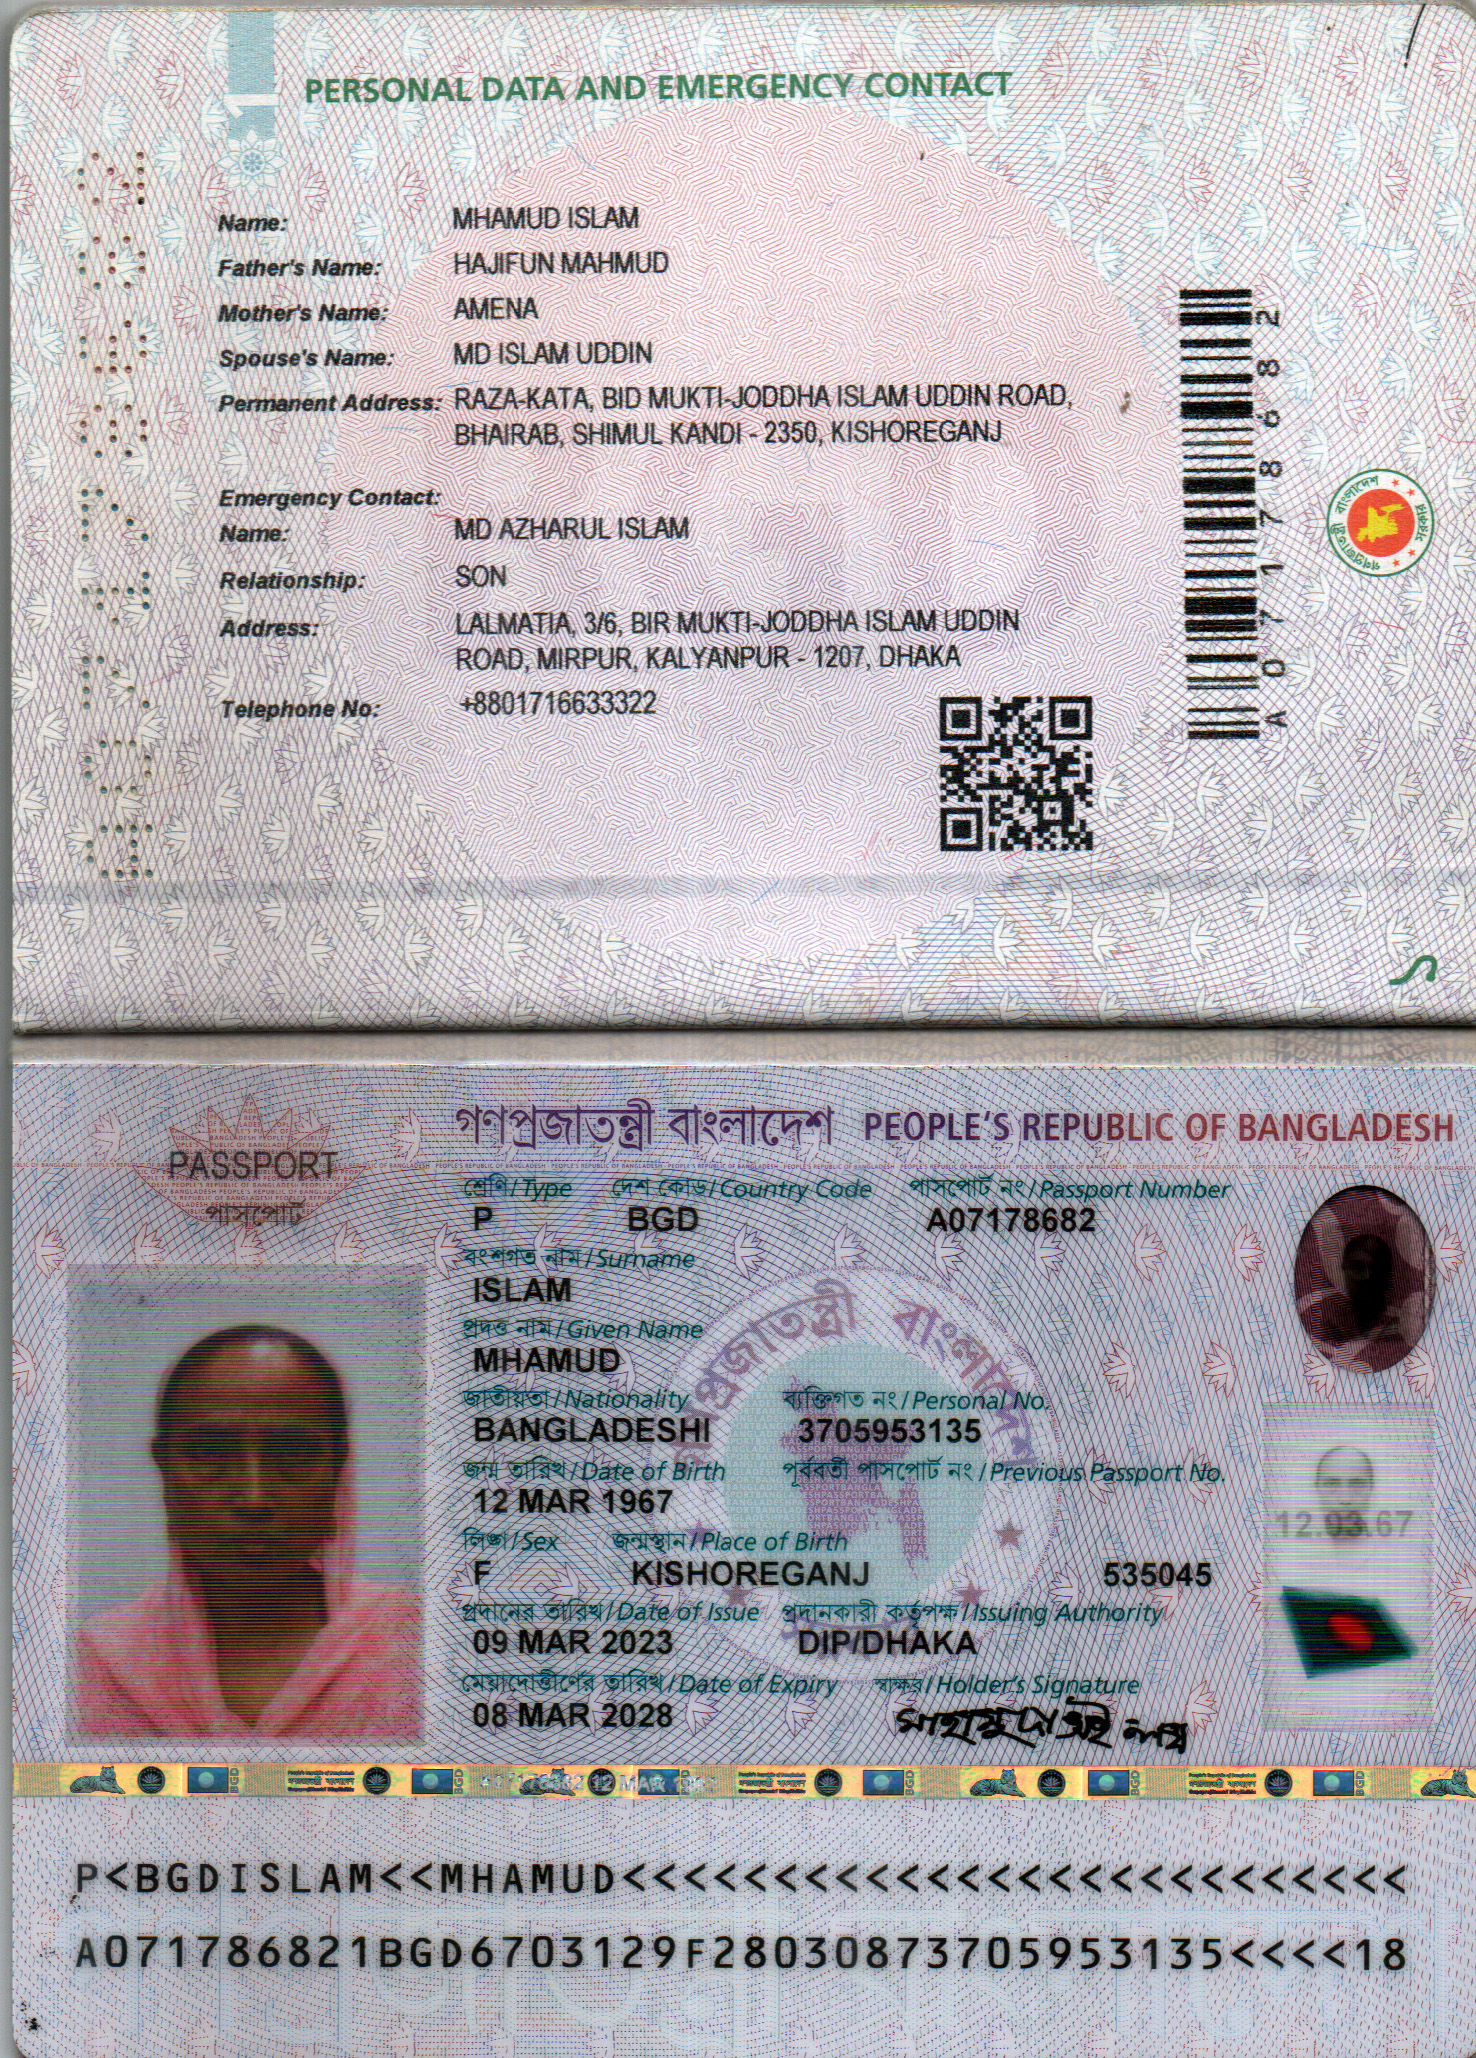 1
PERSONAL DATA AND EMERGENCY CONTACT
Name: MHAMUD ISLAM
Father's Name: HAJIFUN MAHMUD
Mother's Name: AMENA
Spouse's Name: MD ISLAM UDDIN
Permanent Address: RAZA-KATA, BID MUKTI-JODDHA ISLAM UDDIN ROAD,
BHAIRAB, SHIMUL KANDI - 2350, KISHOREGANJ
Emergency Contact:
Name: MD AZHARUL ISLAM
Relationship: SON
Address: LALMATIA, 3/6, BIR MUKTI-JODDHA ISLAM UDDIN
ROAD, MIRPUR, KALYANPUR - 1207, DHAKA
Telephone No: +8801716633322
A07178682
গণপ্রজাতন্ত্রী বাংলাদেশ সরকার
গণপ্রজাতন্ত্রী বাংলাদেশ PEOPLE'S REPUBLIC OF BANGLADESH
PASSPORT
পাসপোর্ট
শ্রেণি/Type দেশ কোড/Country Code পাসপোর্ট নং/Passport Number
P BGD A07178682
বংশগত নাম/Surname
ISLAM
প্রদত্ত নাম/Given Name
MHAMUD
জাতীয়তা/Nationality ব্যক্তিগত নং/Personal No.
BANGLADESHI 3705953135
জন্ম তারিখ/Date of Birth পূর্ববর্তী পাসপোর্ট নং/Previous Passport No.
12 MAR 1967
12.03.67
লিঙ্গ/Sex জন্মস্থান/Place of Birth
F KISHOREGANJ 535045
প্রদানের তারিখ/Date of Issue প্রদানকারী কর্তৃপক্ষ/Issuing Authority
09 MAR 2023 DIP/DHAKA
মেয়াদোত্তীর্ণের তারিখ/Date of Expiry স্বাক্ষর/Holder's Signature
08 MAR 2028
P<BGDISLAM<<MHAMUD<<<<<<<<<<<<<<<<<<<<<<<<<<
A071786821BGD6703129F28030873705953135<<<<18